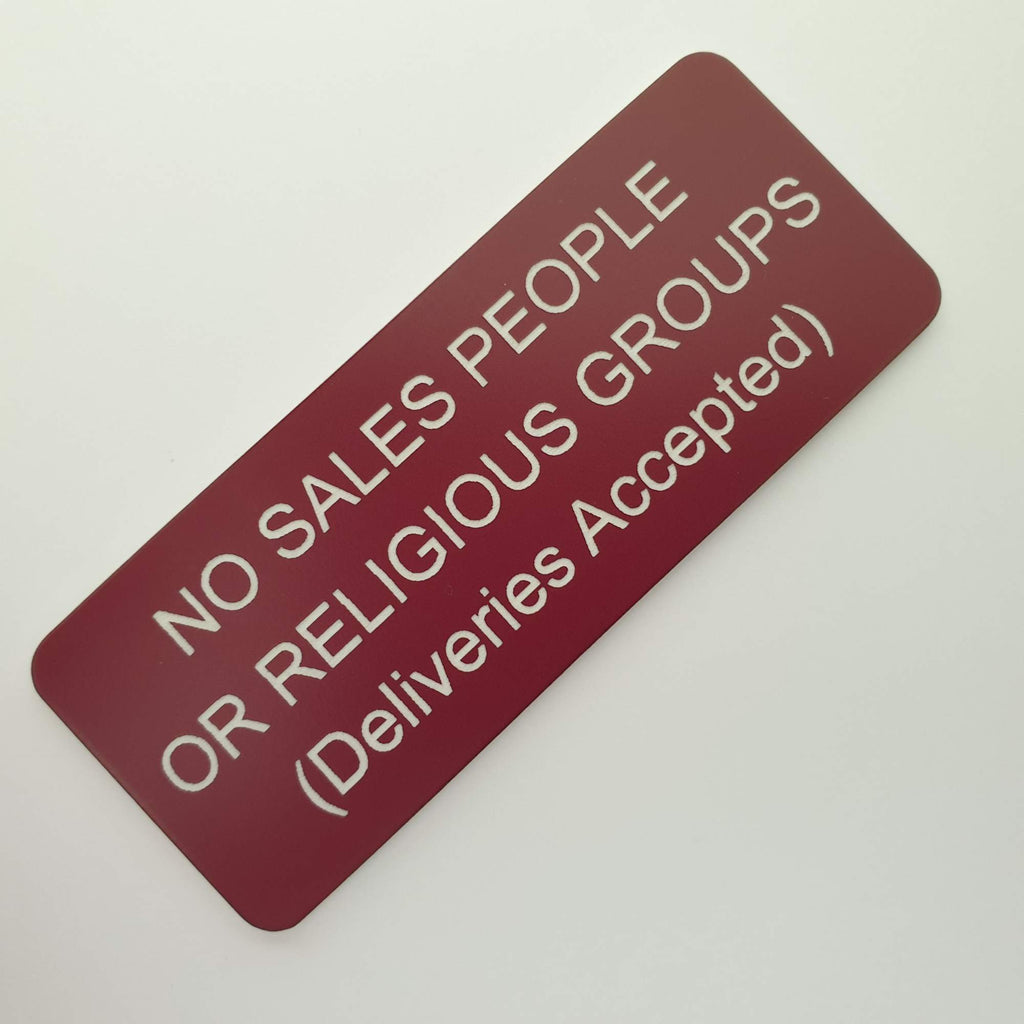 NO SALES PEOPLE
OR RELIGIOUS GROUPS
(Deliveries Accepted)